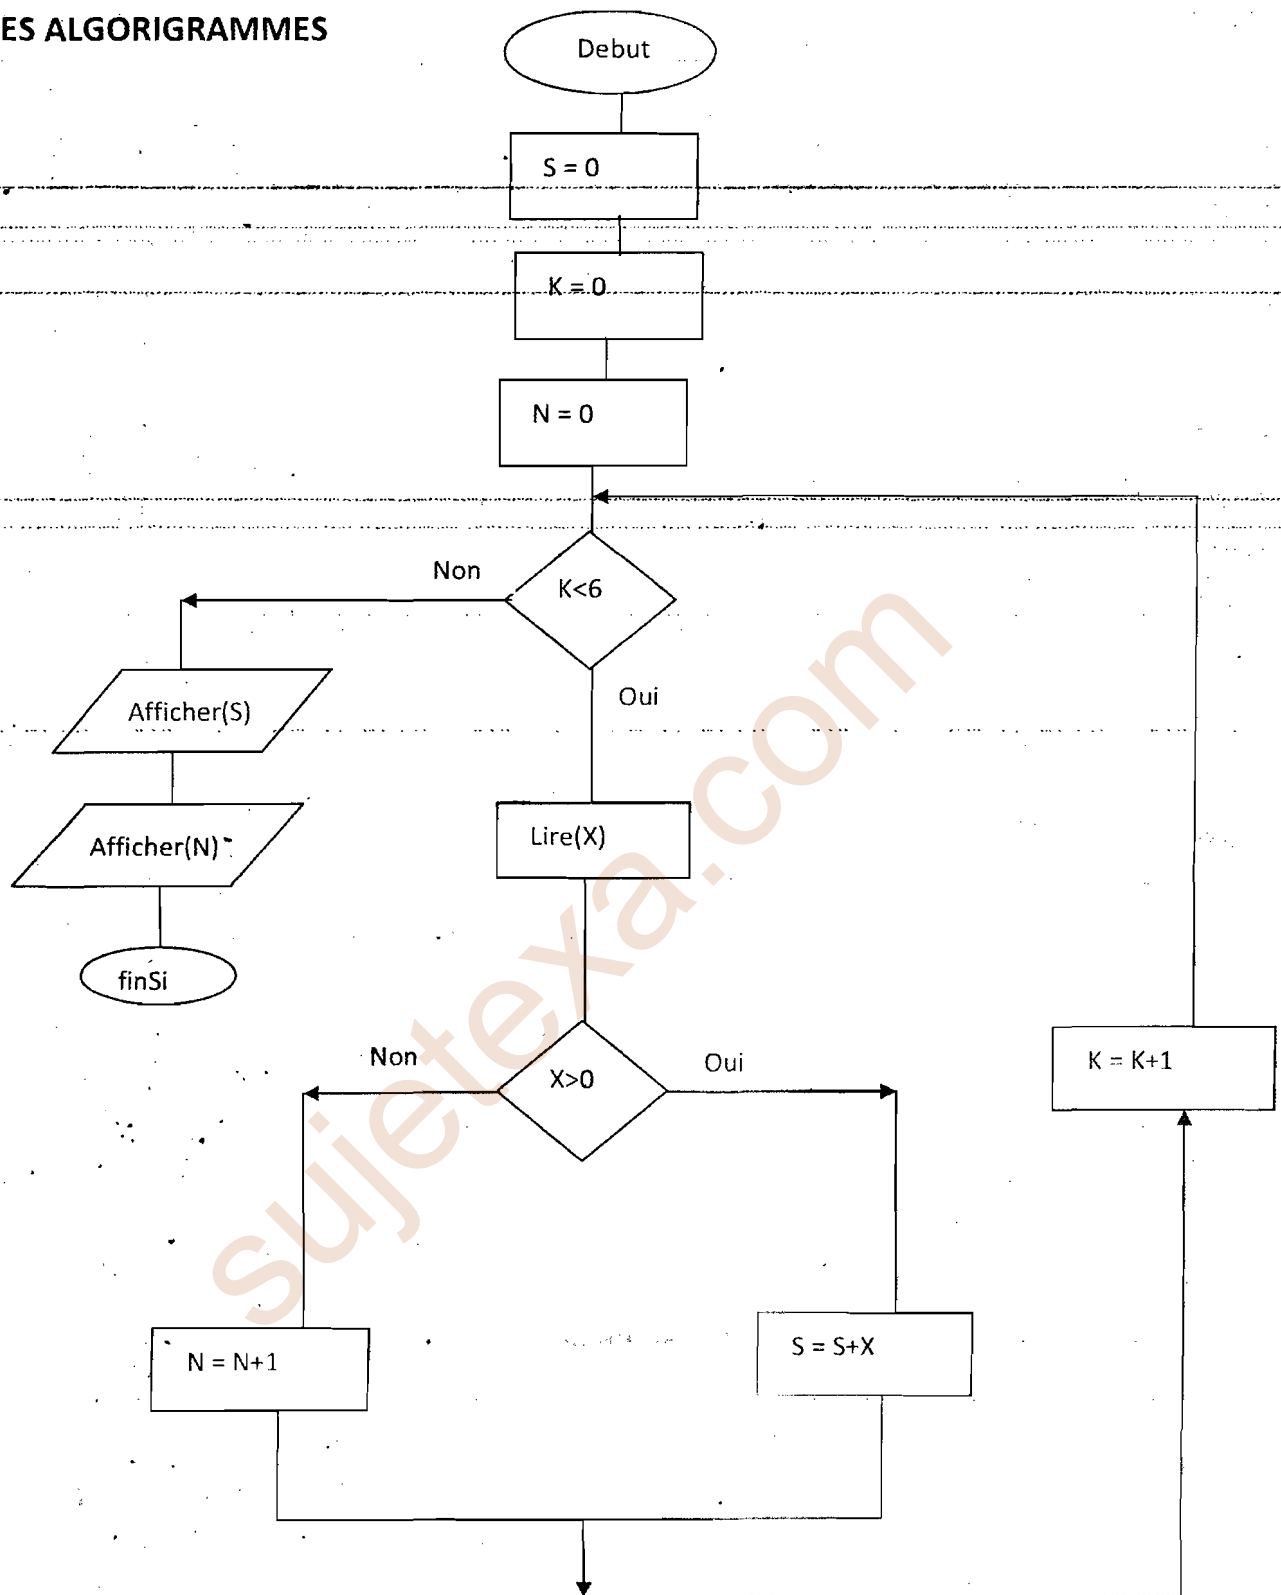 ES ALGORIGRAMMES
Debut
S = 0
K = 0
N = 0
Non
K<6
Oui
Afficher(S)
Afficher(N)
Lire(X)
finSi
Non
X>0
Oui
K = K+1
N = N+1
S = S+X
sujetexa.com